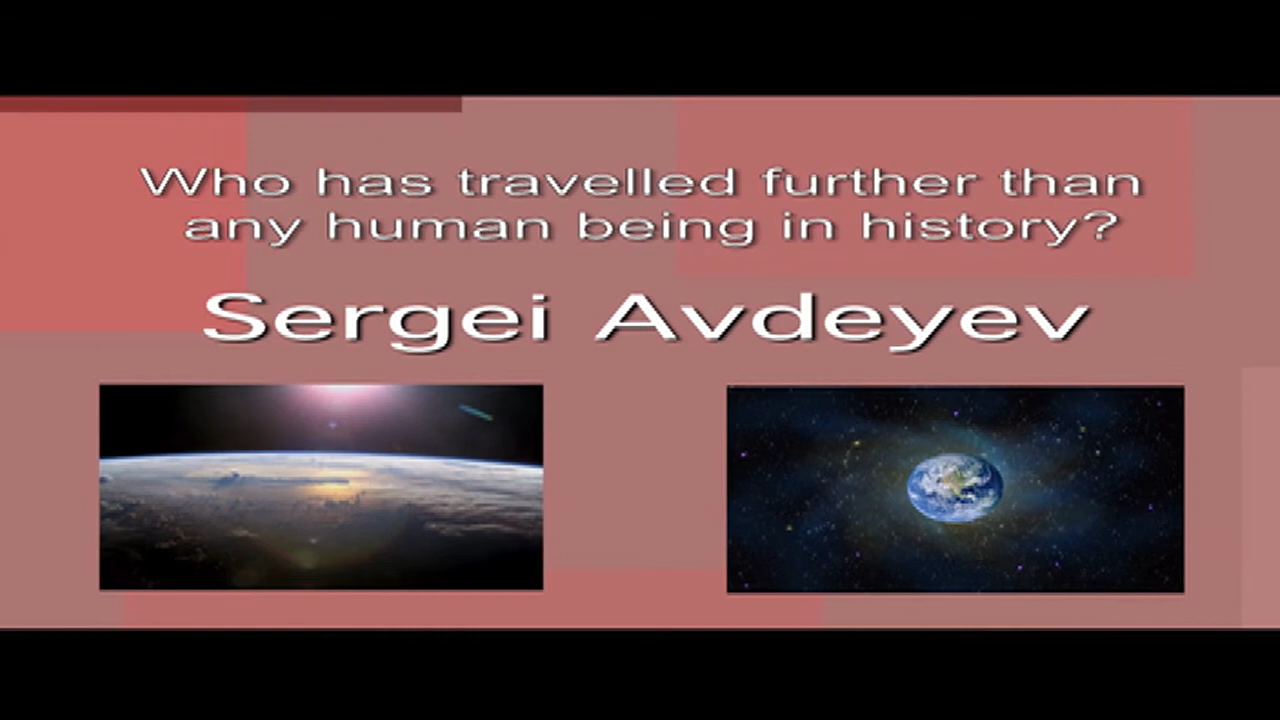 Who has travelled further than
any human being in history?
Sergei Avdeyev